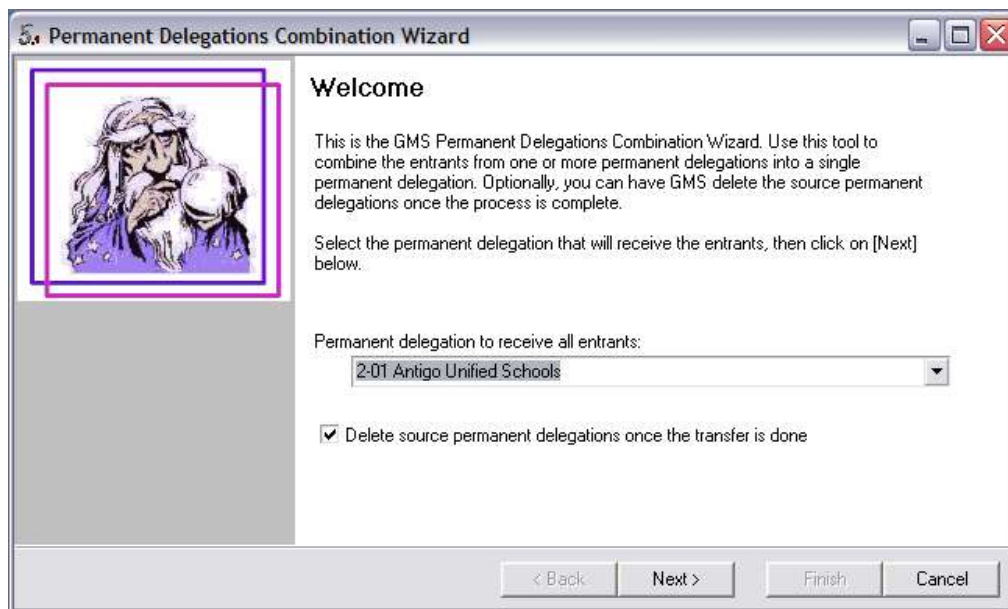 Permanent Delegations Combination Wizard
Welcome
This is the GMS Permanent Delegations Combination Wizard. Use this tool to
combine the entrants from one or more permanent delegations into a single
permanent delegation. Optionally, you can have GMS delete the source permanent
delegations once the process is complete.
Select the permanent delegation that will receive the entrants, then click on [Next]
below.
Permanent delegation to receive all entrants:
2-01 Antigo Unified Schools
Delete source permanent delegations once the transfer is done
< Back
Next >
Finish
Cancel